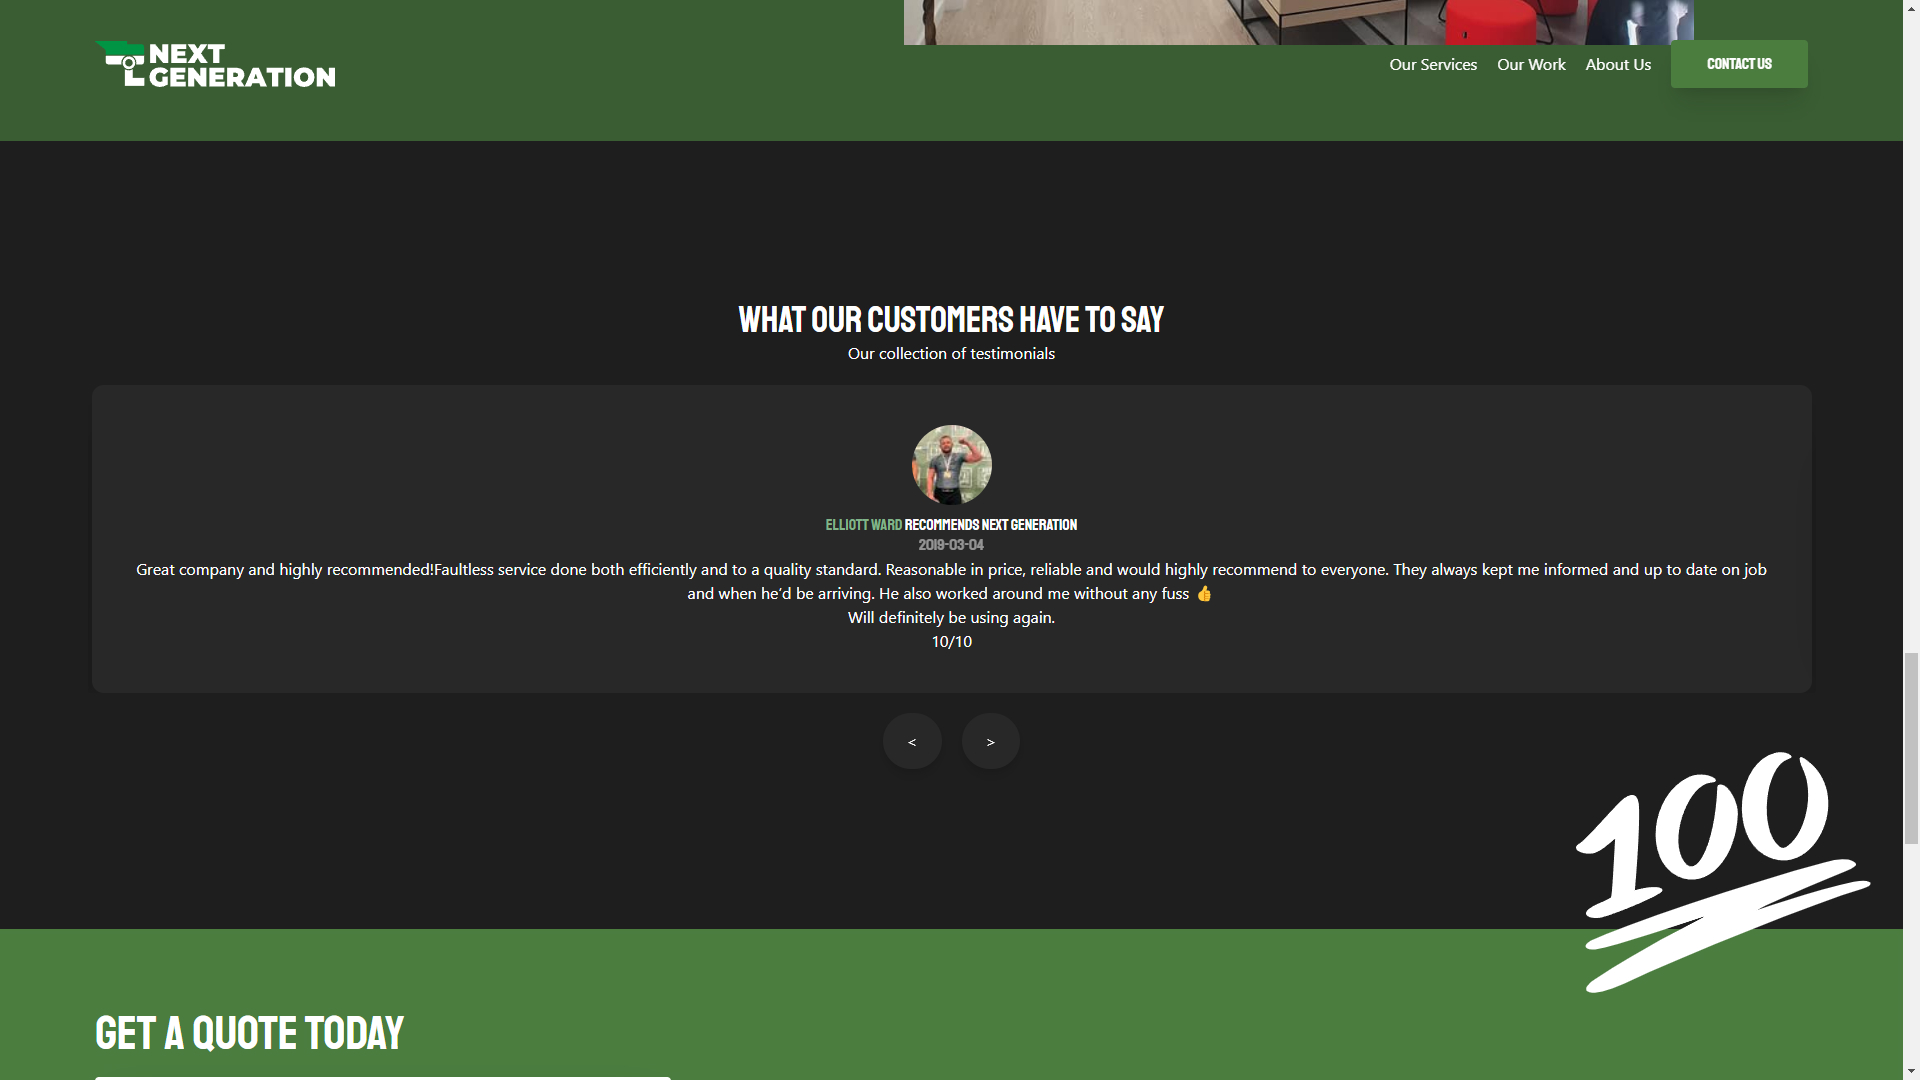 NEXT
GENERATION
Our Services
Our Work
About Us
CONTACT US
WHAT OUR CUSTOMERS HAVE TO SAY
Our collection of testimonials
ELLIOTT WARD RECOMMENDS NEXT GENERATION
2019-03-04
Great company and highly recommended!Faultless service done both efficiently and to a quality standard. Reasonable in price, reliable and would highly recommend to everyone. They always kept me informed and up to date on job
and when he’d be arriving. He also worked around me without any fuss 👍
Will definitely be using again.
10/10
<
>
100
GET A QUOTE TODAY